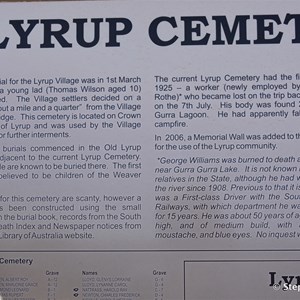 LYRUP CEMET
ial for the Lyrup Village was in 1st March
a young lad (Thomas Wilson aged 10)
ed. The Village settlers decided on a
out a mile and a quarter" from the Village
dge. This cemetery is located on Crown
of Lyrup and was used by the Village
for further interments.
burials commenced in the Old Lyrup
djacent to the current Lyrup Cemetery.
le are known to be buried there. The first
elieved to be children of the Weaver
for this cemetery are scanty, however a
s been constructed using the small
the burial book, records from the South
eath Index and Newspaper notices from
Library of Australia website.
Cemetery
Grave
Names
Grave
The current Lyrup Cemetery had the fi
1925 – a worker (newly employed by
Rothe)* who became lost on the trip back
on the 7th July. His body was found 2
Gurra Lagoon. He had apparently fal
campfire.
In 2006, a Memorial Wall was added to th
for the use of the Lyrup community.
*George Williams was burned to death
near Gurra Gurra Lake. It is not known
relatives in the State, although he had w
the river since 1908. Previous to that it is
was a First-class Driver with the Sou
Railways, with which department he wo
for 15 years. He was about 50 years of a
high, and of medium build, with
moustache, and blue eyes. No inquest w
Ly
© Step